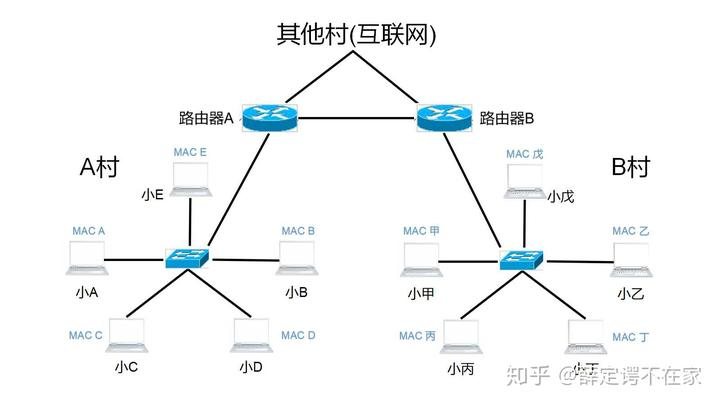 其他村(互联网)
路由器A
路由器B
A村
MAC E
小E
MAC 戊
小戊
B村
MAC A
小A
MAC B
小B
MAC 甲
小甲
MAC 乙
小乙
MAC C
小C
MAC D
小D
MAC 丙
小丙
MAC 丁
小丁
知乎 @薛定谔不在家